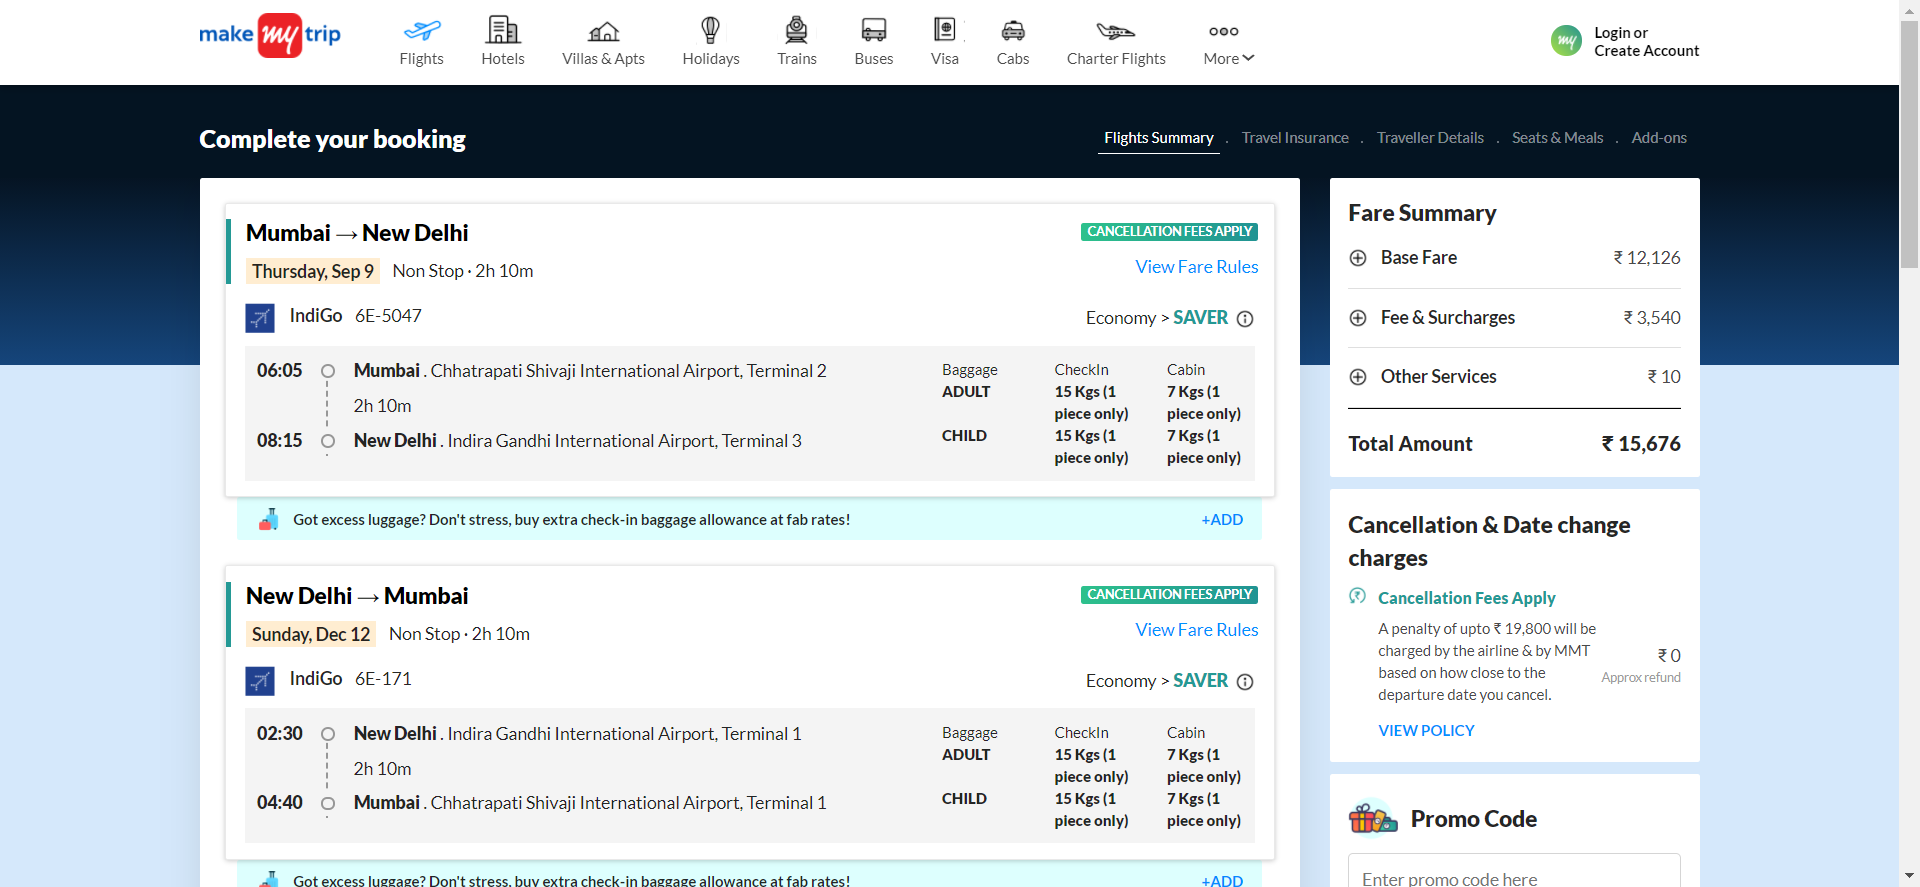 make my trip
Flights
Hotels
Villas & Apts
Holidays
Trains
Buses
Visa
Cabs
Charter Flights
More
my
Login or
Create Account
Complete your booking
Flights Summary . Travel Insurance . Traveller Details . Seats & Meals . Add-ons
Mumbai → New Delhi
CANCELLATION FEES APPLY
Thursday, Sep 9 Non Stop · 2h 10m
View Fare Rules
IndiGo 6E-5047
Economy > SAVER
06:05 Mumbai . Chhatrapati Shivaji International Airport, Terminal 2
2h 10m
08:15 New Delhi . Indira Gandhi International Airport, Terminal 3
Baggage CheckIn Cabin
ADULT 15 Kgs (1 7 Kgs (1
piece only) piece only)
CHILD 15 Kgs (1 7 Kgs (1
piece only) piece only)
Got excess luggage? Don't stress, buy extra check-in baggage allowance at fab rates! +ADD
New Delhi → Mumbai
CANCELLATION FEES APPLY
Sunday, Dec 12 Non Stop · 2h 10m
View Fare Rules
IndiGo 6E-171
Economy > SAVER
02:30 New Delhi . Indira Gandhi International Airport, Terminal 1
2h 10m
04:40 Mumbai . Chhatrapati Shivaji International Airport, Terminal 1
Baggage CheckIn Cabin
ADULT 15 Kgs (1 7 Kgs (1
piece only) piece only)
CHILD 15 Kgs (1 7 Kgs (1
piece only) piece only)
Got excess luggage? Don't stress, buy extra check-in baggage allowance at fab rates! +ADD
Fare Summary
Base Fare ₹ 12,126
Fee & Surcharges ₹ 3,540
Other Services ₹ 10
Total Amount ₹ 15,676
Cancellation & Date change
charges
Cancellation Fees Apply
A penalty of upto ₹ 19,800 will be
charged by the airline & by MMT
based on how close to the
departure date you cancel.
₹ 0
Approx refund
VIEW POLICY
Promo Code
Enter promo code here